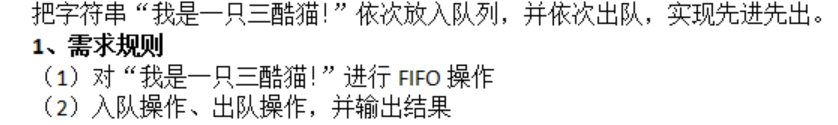 把字符串“我是一只三酷猫!”依次放入队列，并依次出队，实现先进先出。
1、需求规则
（1）对“我是一只三酷猫!”进行 FIFO 操作
（2）入队操作、出队操作，并输出结果